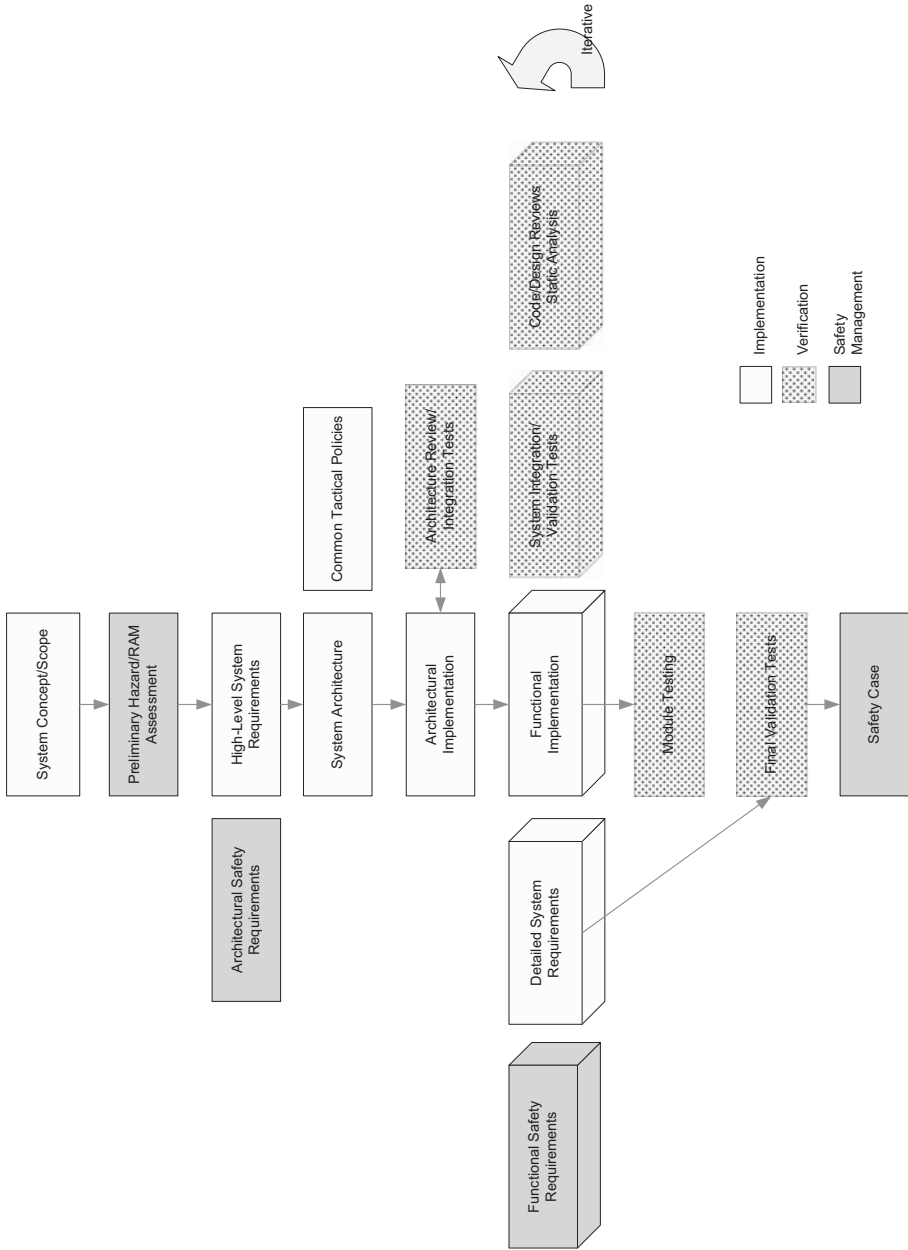 System Concept/Scope
Preliminary Hazard/RAM
Assessment
Architectural Safety
Requirements
High-Level System
Requirements
System Architecture
Common Tactical Policies
Architectural
Implementation
Architecture Review/
Integration Tests
Functional Safety
Requirements
Detailed System
Requirements
Functional
Implementation
System Integration/
Validation Tests
Code/Design Reviews
Static Analysis
Iterative
Module Testing
Final Validation Tests
Safety Case
Implementation
Verification
Safety
Management